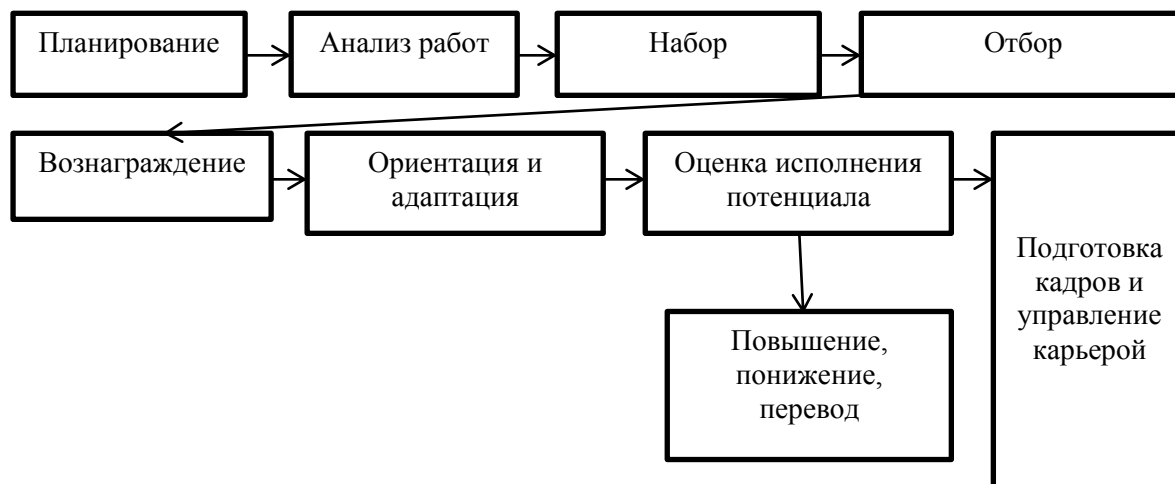 Планирование
Анализ работ
Набор
Отбор
Вознаграждение
Ориентация и
адаптация
Оценка исполнения
потенциала
Подготовка
кадров и
управление
карьерой
Повышение,
понижение,
перевод